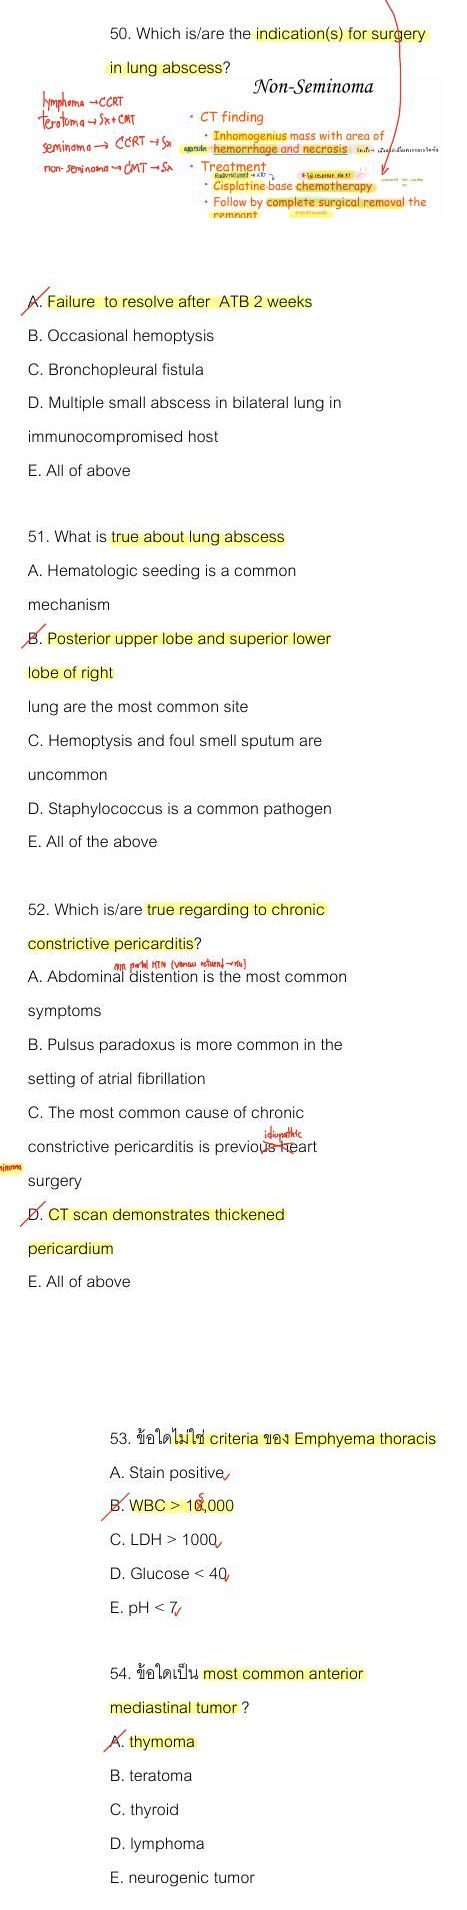 50. Which is/are the indication(s) for surgery
in lung abscess?
Non-Seminoma
lymphoma → CCRT
Teratoma → Sx + CMT
seminoma → CCRT → Sx
non-seminoma → CMT → Sx
• CT finding
• Inhomogenius mass with area of
hemorrhage and necrosis
• Treatment
• Cisplatine base chemotherapy
• Follow by complete surgical removal the
remnant
A. Failure to resolve after ATB 2 weeks
B. Occasional hemoptysis
C. Bronchopleural fistula
D. Multiple small abscess in bilateral lung in
immunocompromised host
E. All of above
51. What is true about lung abscess
A. Hematologic seeding is a common
mechanism
B. Posterior upper lobe and superior lower
lobe of right
lung are the most common site
C. Hemoptysis and foul smell sputum are
uncommon
D. Staphylococcus is a common pathogen
E. All of the above
52. Which is/are true regarding to chronic
constrictive pericarditis?
portal HTN (venous return
A. Abdominal distention is the most common
symptoms
B. Pulsus paradoxus is more common in the
setting of atrial fibrillation
C. The most common cause of chronic
idiopathic
constrictive pericarditis is previous heart
surgery
D. CT scan demonstrates thickened
pericardium
E. All of above
53. ข้อใดไม่ใช่ criteria ของ Emphyema thoracis
A. Stain positive
5
B. WBC > 10,000
C. LDH > 1000
D. Glucose < 40
E. pH < 7
54. ข้อใดเป็น most common anterior
mediastinal tumor ?
A. thymoma
B. teratoma
C. thyroid
D. lymphoma
E. neurogenic tumor